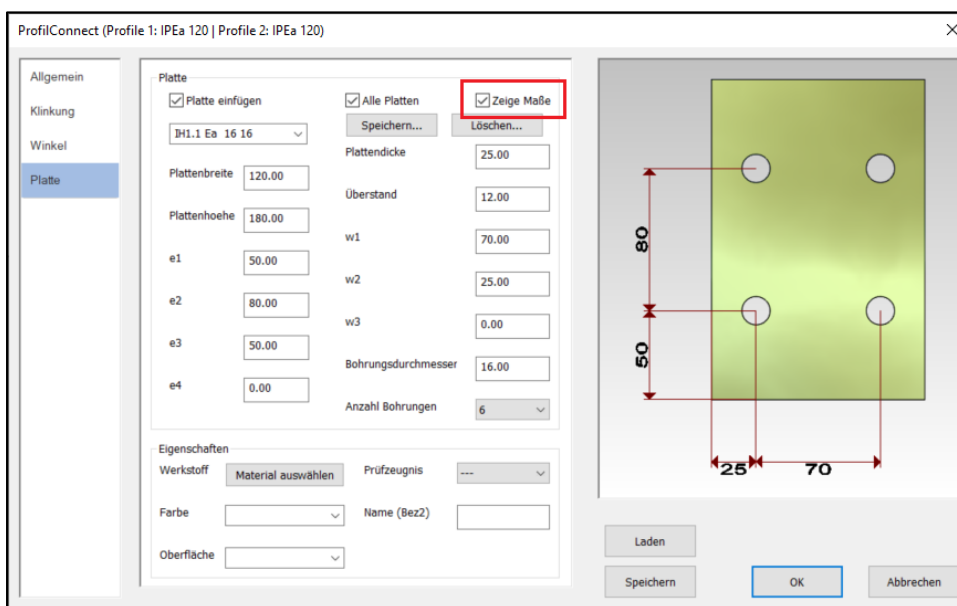 ProfilConnect (Profile 1: IPEa 120 | Profile 2: IPEa 120)
Allgemein
Klinkung
Winkel
Platte
Platte
Platte einfügen
Alle Platten
Zeige Maße
IH1.1 Ea 16 16
Speichern...
Löschen...
Plattenbreite 120.00
Plattendicke 25.00
Plattenhoehe 180.00
Überstand 12.00
e1 50.00
w1 70.00
e2 80.00
w2 25.00
e3 50.00
w3 0.00
e4 0.00
Bohrungsdurchmesser 16.00
Anzahl Bohrungen 6
Eigenschaften
Werkstoff Material auswählen
Prüfzeugnis ---
Farbe
Name (Bez2)
Oberfläche
80
50
25 70
Laden
Speichern OK Abbrechen